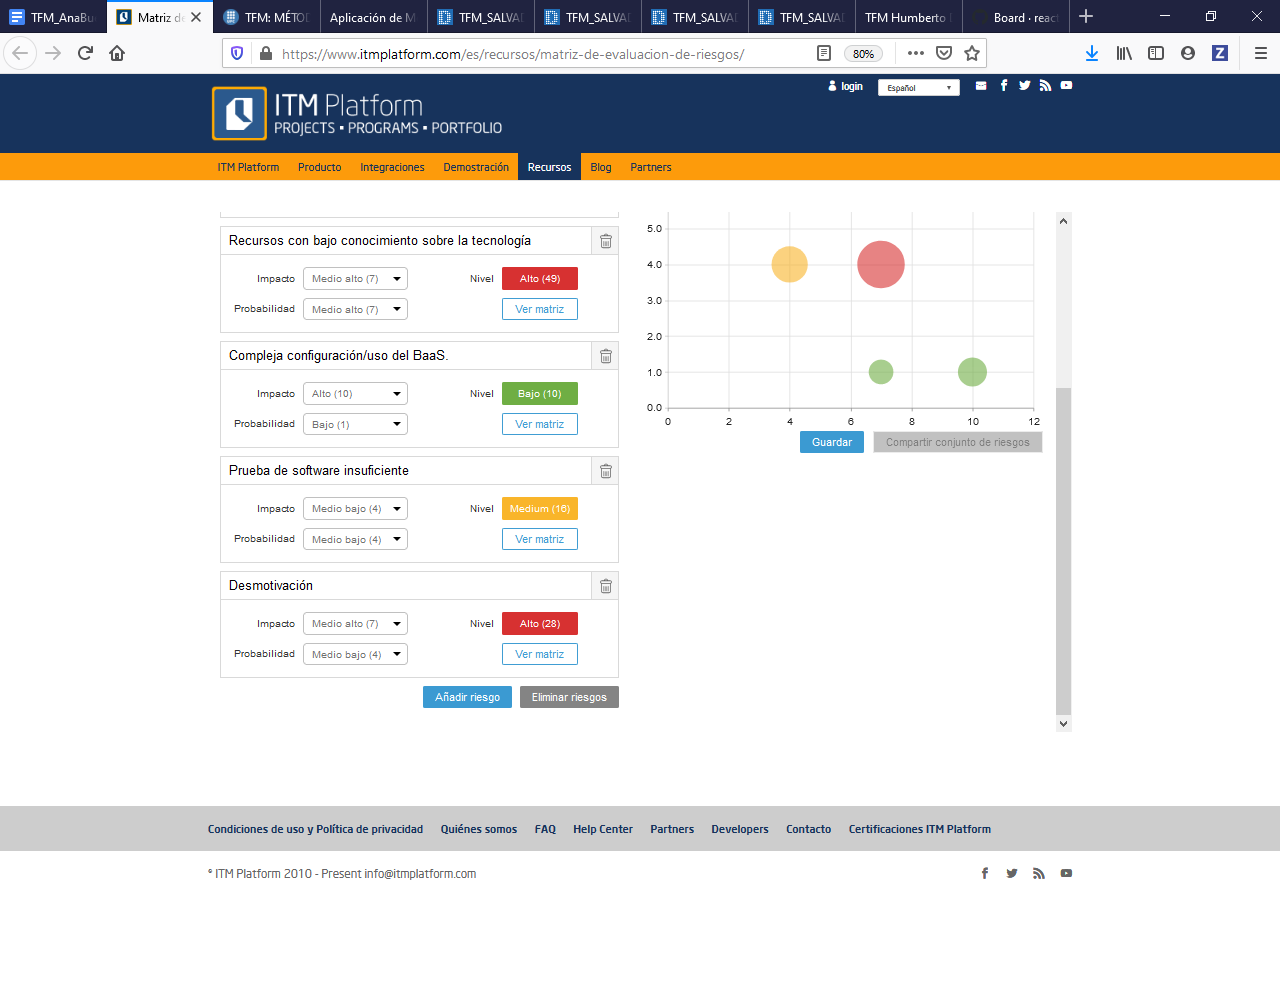 TFM_AnaBu
Matriz de
TFM: MÉTO
Aplicación de M
TFM_SALVA
TFM_SALVA
TFM_SALVA
TFM_SALVA
TFM Humberto
Board · reac
https://www.itmplatform.com/es/recursos/matriz-de-evaluacion-de-riesgos/
80%
login
Español
ITM Platform
PROJECTS ▪ PROGRAMS ▪ PORTFOLIO
ITM Platform Producto Integraciones Demostración Recursos Blog Partners
Recursos con bajo conocimiento sobre la tecnología
Impacto Medio alto (7) Nivel Alto (49)
Probabilidad Medio alto (7) Ver matriz
Compleja configuración/uso del BaaS.
Impacto Alto (10) Nivel Bajo (10)
Probabilidad Bajo (1) Ver matriz
Prueba de software insuficiente
Impacto Medio bajo (4) Nivel Medium (16)
Probabilidad Medio bajo (4) Ver matriz
Desmotivación
Impacto Medio alto (7) Nivel Alto (28)
Probabilidad Medio bajo (4) Ver matriz
Añadir riesgo Eliminar riesgos
5.0
4.0
3.0
2.0
1.0
0.0
0 2 4 6 8 10 12
Guardar Compartir conjunto de riesgos
Condiciones de uso y Política de privacidad Quiénes somos FAQ Help Center Partners Developers Contacto Certificaciones ITM Platform
© ITM Platform 2010 - Present info@itmplatform.com